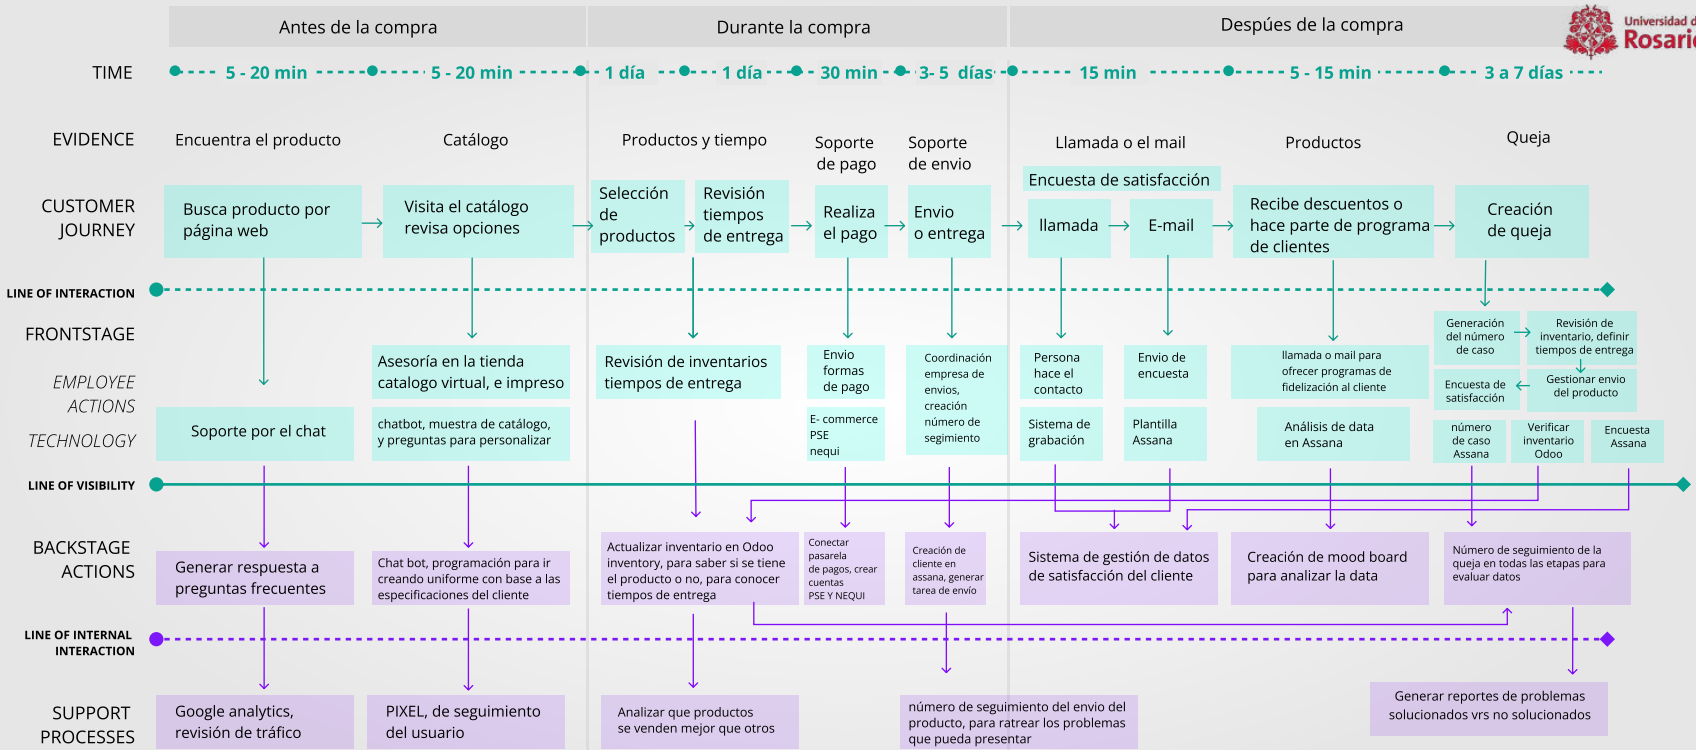 Antes de la compra
Durante la compra
Despúes de la compra
Universidad d
Rosario
TIME
5 - 20 min
5 - 20 min
1 día
1 día
30 min
3- 5 días
15 min
5 - 15 min
3 a 7 días
EVIDENCE
Encuentra el producto
Catálogo
Productos y tiempo
Soporte
de pago
Soporte
de envio
Llamada o el mail
Productos
Queja
CUSTOMER
JOURNEY
Busca producto por
página web
Visita el catálogo
revisa opciones
Selección
de
productos
Revisión
tiempos
de entrega
Realiza
el pago
Envio
o entrega
Encuesta de satisfacción
llamada
E-mail
Recibe descuentos o
hace parte de programa
de clientes
Creación
de queja
LINE OF INTERACTION
FRONTSTAGE
EMPLOYEE
ACTIONS
Asesoría en la tienda
catalogo virtual, e impreso
Revisión de inventarios
tiempos de entrega
Envio
formas
de pago
Coordinación
empresa de
envios,
creación
número de
segimiento
Persona
hace el
contacto
Envio de
encuesta
llamada o mail para
ofrecer programas de
fidelización al cliente
Generación
del número
de caso
Revisión de
inventario, definir
tiempos de entrega
Encuesta de
satisfacción
Gestionar envio
del producto
TECHNOLOGY
Soporte por el chat
chatbot, muestra de catálogo,
y preguntas para personalizar
E- commerce
PSE
nequi
Sistema de
grabación
Plantilla
Assana
Análisis de data
en Assana
número
de caso
Assana
Verificar
inventario
Odoo
Encuesta
Assana
LINE OF VISIBILITY
BACKSTAGE
ACTIONS
Generar respuesta a
preguntas frecuentes
Chat bot, programación para ir
creando uniforme con base a las
especificaciones del cliente
Actualizar inventario en Odoo
inventory, para saber si se tiene
el producto o no, para conocer
tiempos de entrega
Conectar
pasarela
de pagos, crear
cuentas
PSE Y NEQUI
Creación de
cliente en
assana, generar
tarea de envío
Sistema de gestión de datos
de satisfacción del cliente
Creación de mood board
para analizar la data
Número de seguimiento de la
queja en todas las etapas para
evaluar datos
LINE OF INTERNAL
INTERACTION
SUPPORT
PROCESSES
Google analytics,
revisión de tráfico
PIXEL, de seguimiento
del usuario
Analizar que productos
se venden mejor que otros
número de seguimiento del envio del
producto, para ratrear los problemas
que pueda presentar
Generar reportes de problemas
solucionados vrs no solucionados